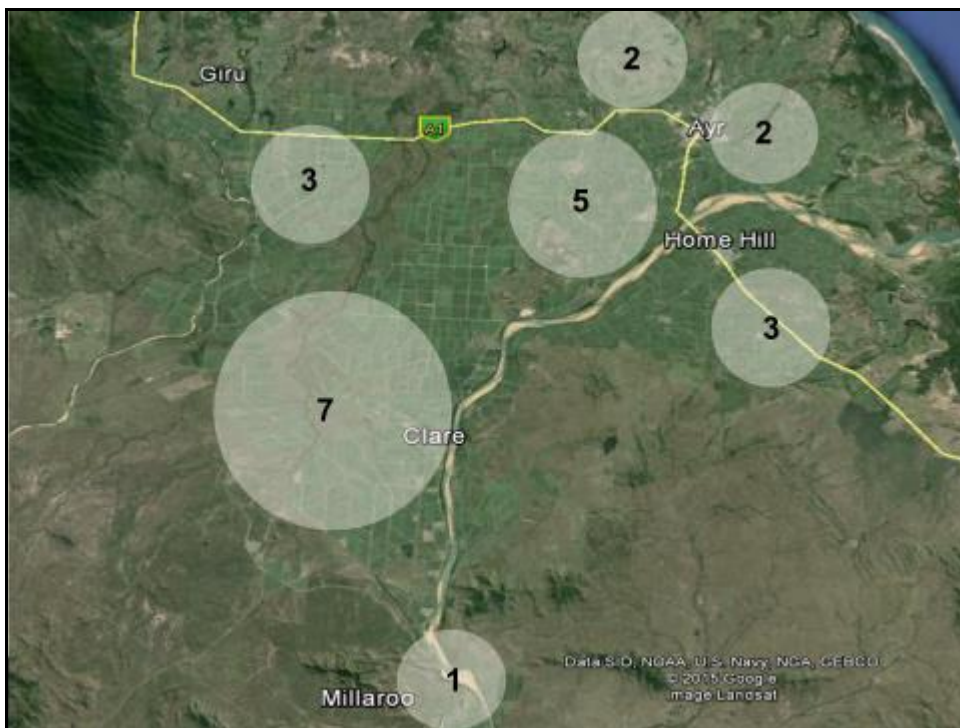 2
Giru
A1
Ayr
2
3
5
Home Hill
3
7
Clare
1
Millaroo
Data SIO, NOAA, U.S. Navy, NGA, GEBCO
© 2015 Google
Image Landsat